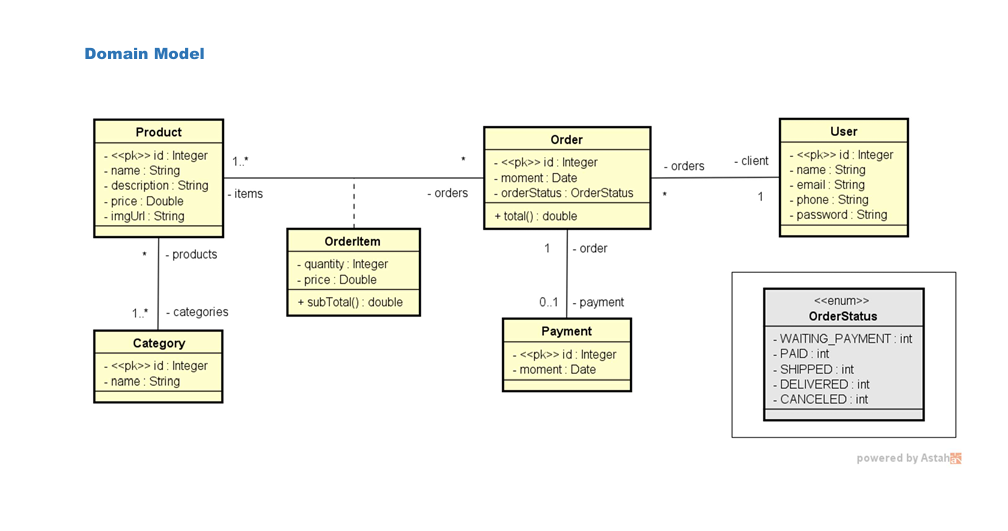 Domain Model
Product
- <<pk>> id : Integer
- name : String
- description : String
- price : Double
- imgUrl : String
1..*
- items
*
- orders
Order
- <<pk>> id : Integer
- moment : Date
- orderStatus : OrderStatus
+ total() : double
- orders
*
- client
1
User
- <<pk>> id : Integer
- name : String
- email : String
- phone : String
- password : String
OrderItem
- quantity : Integer
- price : Double
+ subTotal() : double
* - products
1..* - categories
Category
- <<pk>> id : Integer
- name : String
1 - order
0..1 - payment
Payment
- <<pk>> id : Integer
- moment : Date
<<enum>>
OrderStatus
- WAITING_PAYMENT : int
- PAID : int
- SHIPPED : int
- DELIVERED : int
- CANCELED : int
powered by Astah